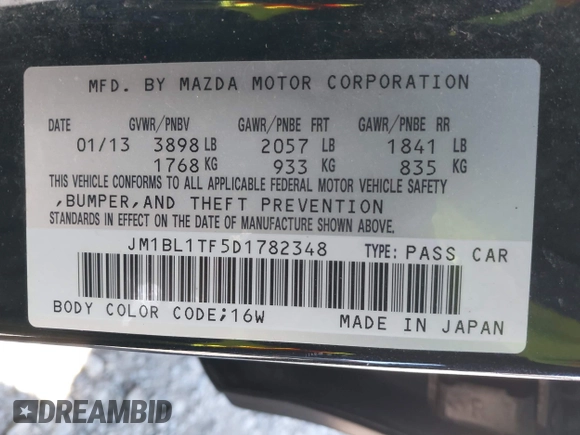 MFD. BY MAZDA MOTOR CORPORATION
DATE GVWR/PNBV GAWR/PNBE FRT GAWR/PNBE RR
01/13 3898 LB 2057 LB 1841 LB
1768 KG 933 KG 835 KG
THIS VEHICLE CONFORMS TO ALL APPLICABLE FEDERAL MOTOR VEHICLE SAFETY
,BUMPER,AND THEFT PREVENTION
STANDARDS IN EFFECT ON THE DATE OF MANUFACTURE SHOWN ABOVE.
JM1BL1TF5D1782348 TYPE: PASS CAR
BODY COLOR CODE;16W MADE IN JAPAN
DREAMBID